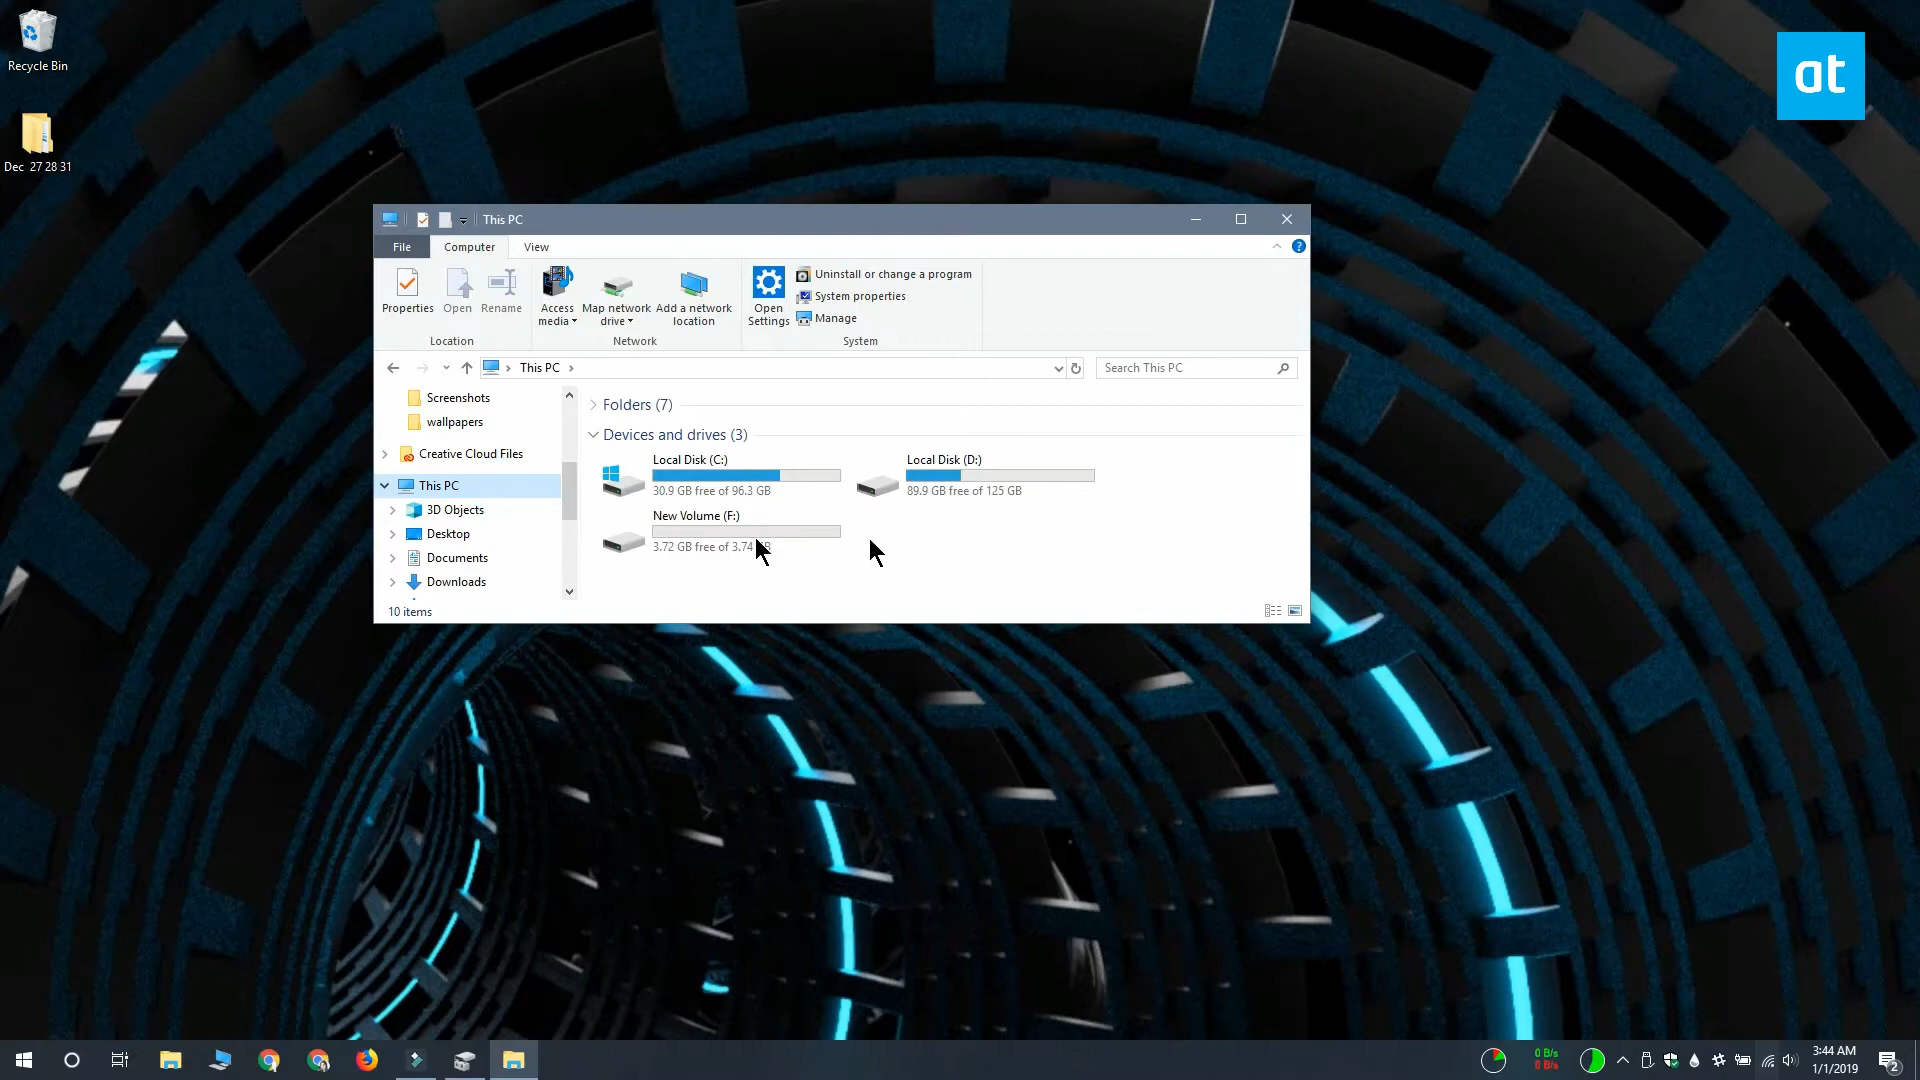 Recycle Bin
Dec 27 28 31
at
This PC
File
Computer
View
Properties
Open
Rename
Access
media
Map network
drive
Add a network
location
Open
Settings
Uninstall or change a program
System properties
Manage
Location
Network
System
This PC
Search This PC
Screenshots
wallpapers
Creative Cloud Files
This PC
3D Objects
Desktop
Documents
Downloads
Folders (7)
Devices and drives (3)
Local Disk (C:)
30.9 GB free of 96.3 GB
Local Disk (D:)
89.9 GB free of 125 GB
New Volume (F:)
3.72 GB free of 3.74
10 items
0 B/s
0 B/s
3:44 AM
1/1/2019
2